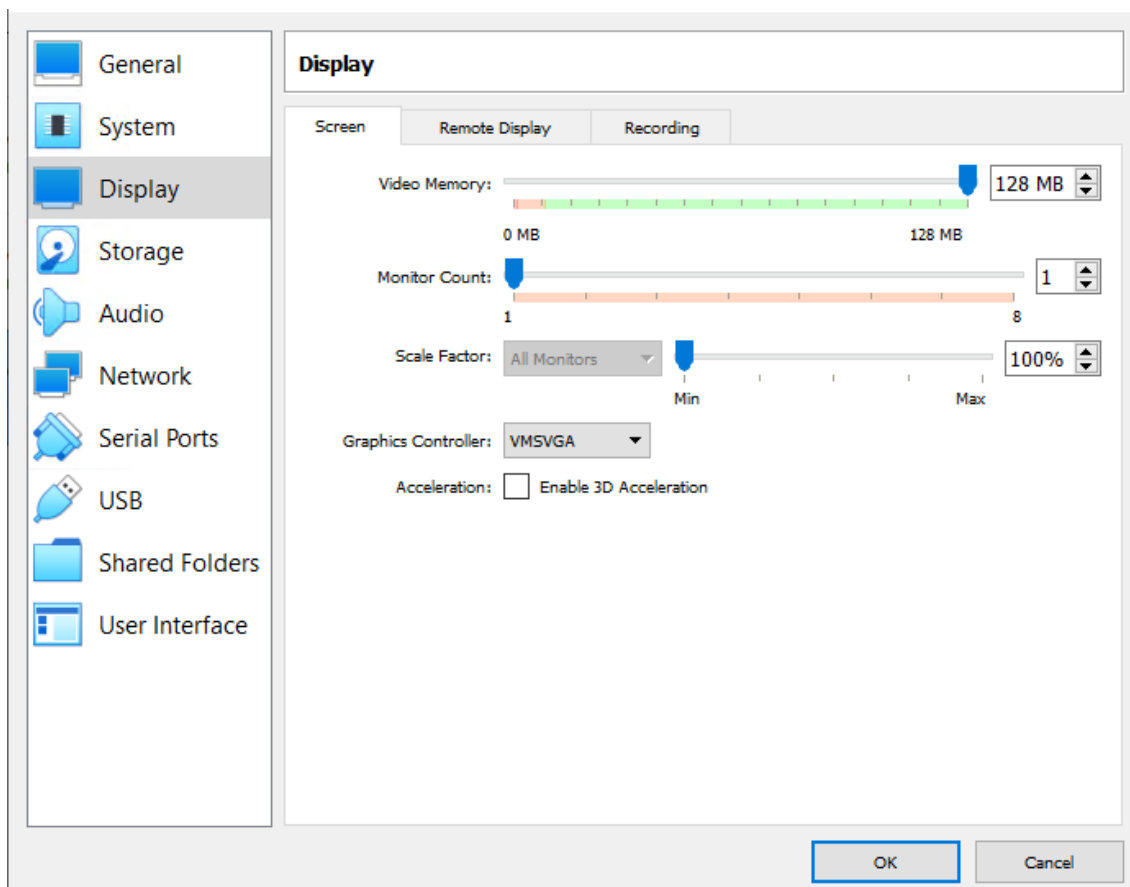 General
System
Display
Storage
Audio
Network
Serial Ports
USB
Shared Folders
User Interface
Display
Screen Remote Display Recording
Video Memory: 128 MB
0 MB 128 MB
Monitor Count: 1
1 8
Scale Factor: All Monitors 100%
Min Max
Graphics Controller: VMSVGA
Acceleration: Enable 3D Acceleration
OK Cancel